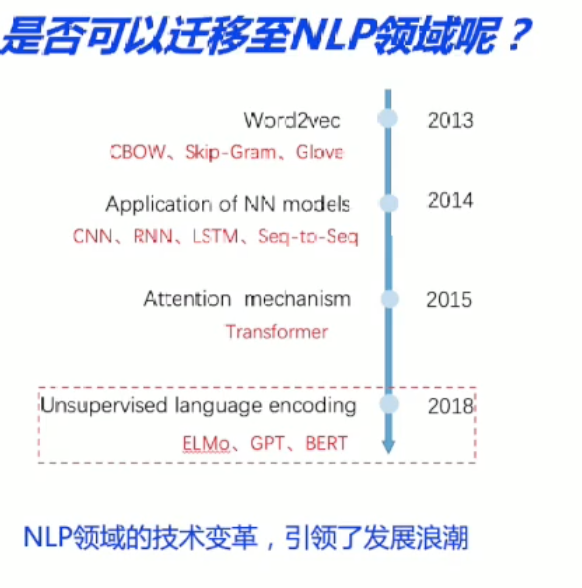 是否可以迁移至NLP领域呢？
Word2vec 2013
CBOW、Skip-Gram、Glove
Application of NN models 2014
CNN、RNN、LSTM、Seq-to-Seq
Attention mechanism 2015
Transformer
Unsupervised language encoding 2018
ELMo、GPT、BERT
NLP领域的技术变革，引领了发展浪潮